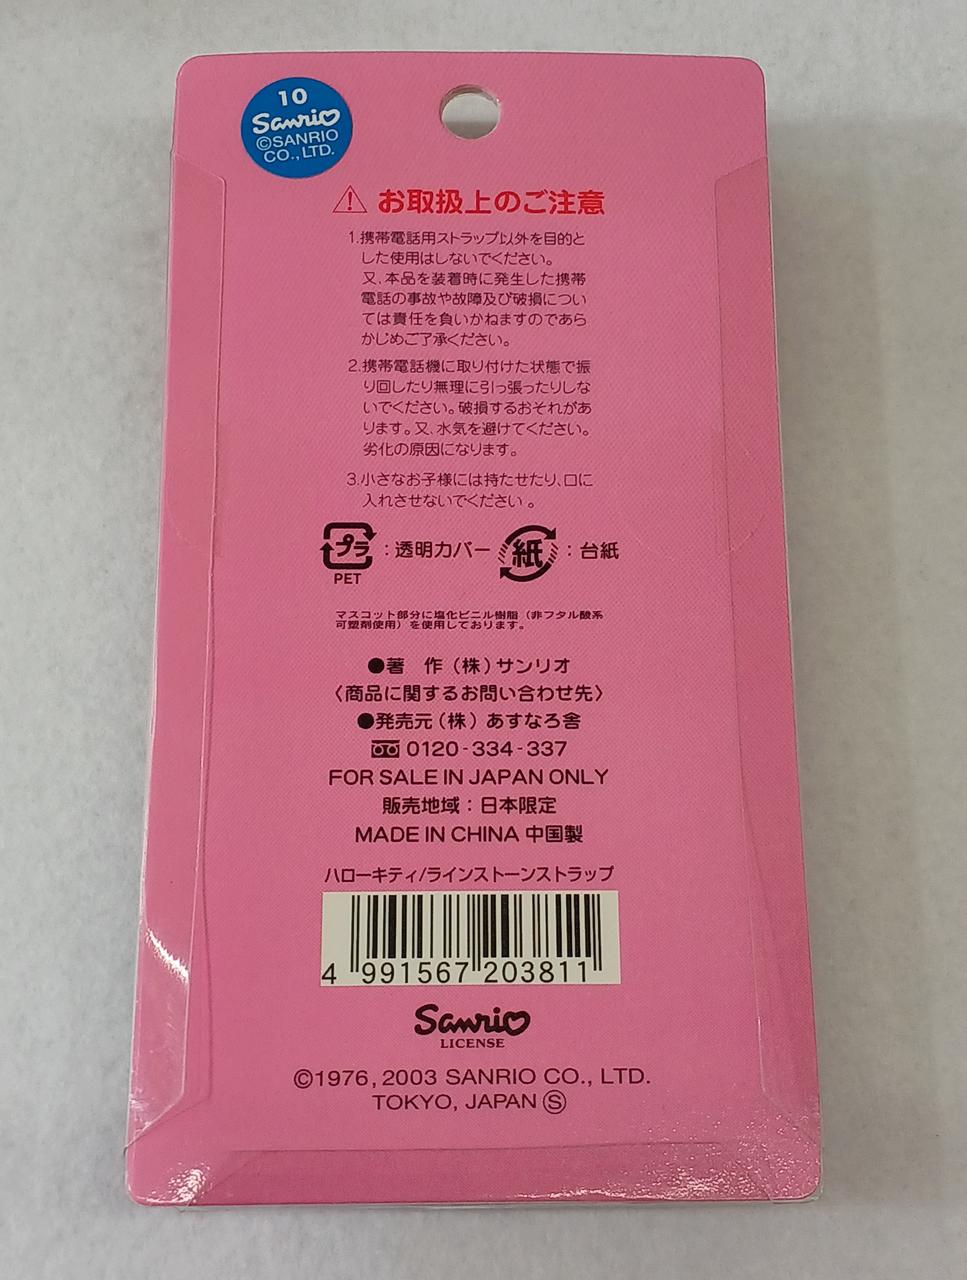 10
Sanrio
©SANRIO
CO.,LTD.
お取扱上のご注意
1.携帯電話用ストラップ以外を目的と
した使用はしないでください。
又、本品を装着時に発生した携帯
電話の事故や故障及び破損につい
ては責任を負いかねますのであら
かじめご了承ください。
2.携帯電話機に取り付けた状態で振
り回したり無理に引っ張ったりしな
いでください。破損するおそれがあ
ります。又、水気を避けてください。
劣化の原因になります。
3.小さなお子様には持たせたり、口に
入れさせないでください。
プラ : 透明カバー 紙 : 台紙
PET
マスコット部分に塩化ビニル樹脂（非フタル酸系
可塑剤使用）を使用しております。
●著 作（株）サンリオ
〈商品に関するお問い合わせ先〉
●発売元（株）あすなろ舎
0120-334-337
FOR SALE IN JAPAN ONLY
販売地域：日本限定
MADE IN CHINA 中国製
ハローキティ/ラインストーンストラップ
4 991567 203811
Sanrio
LICENSE
©1976, 2003 SANRIO CO., LTD.
TOKYO, JAPAN Ⓢ